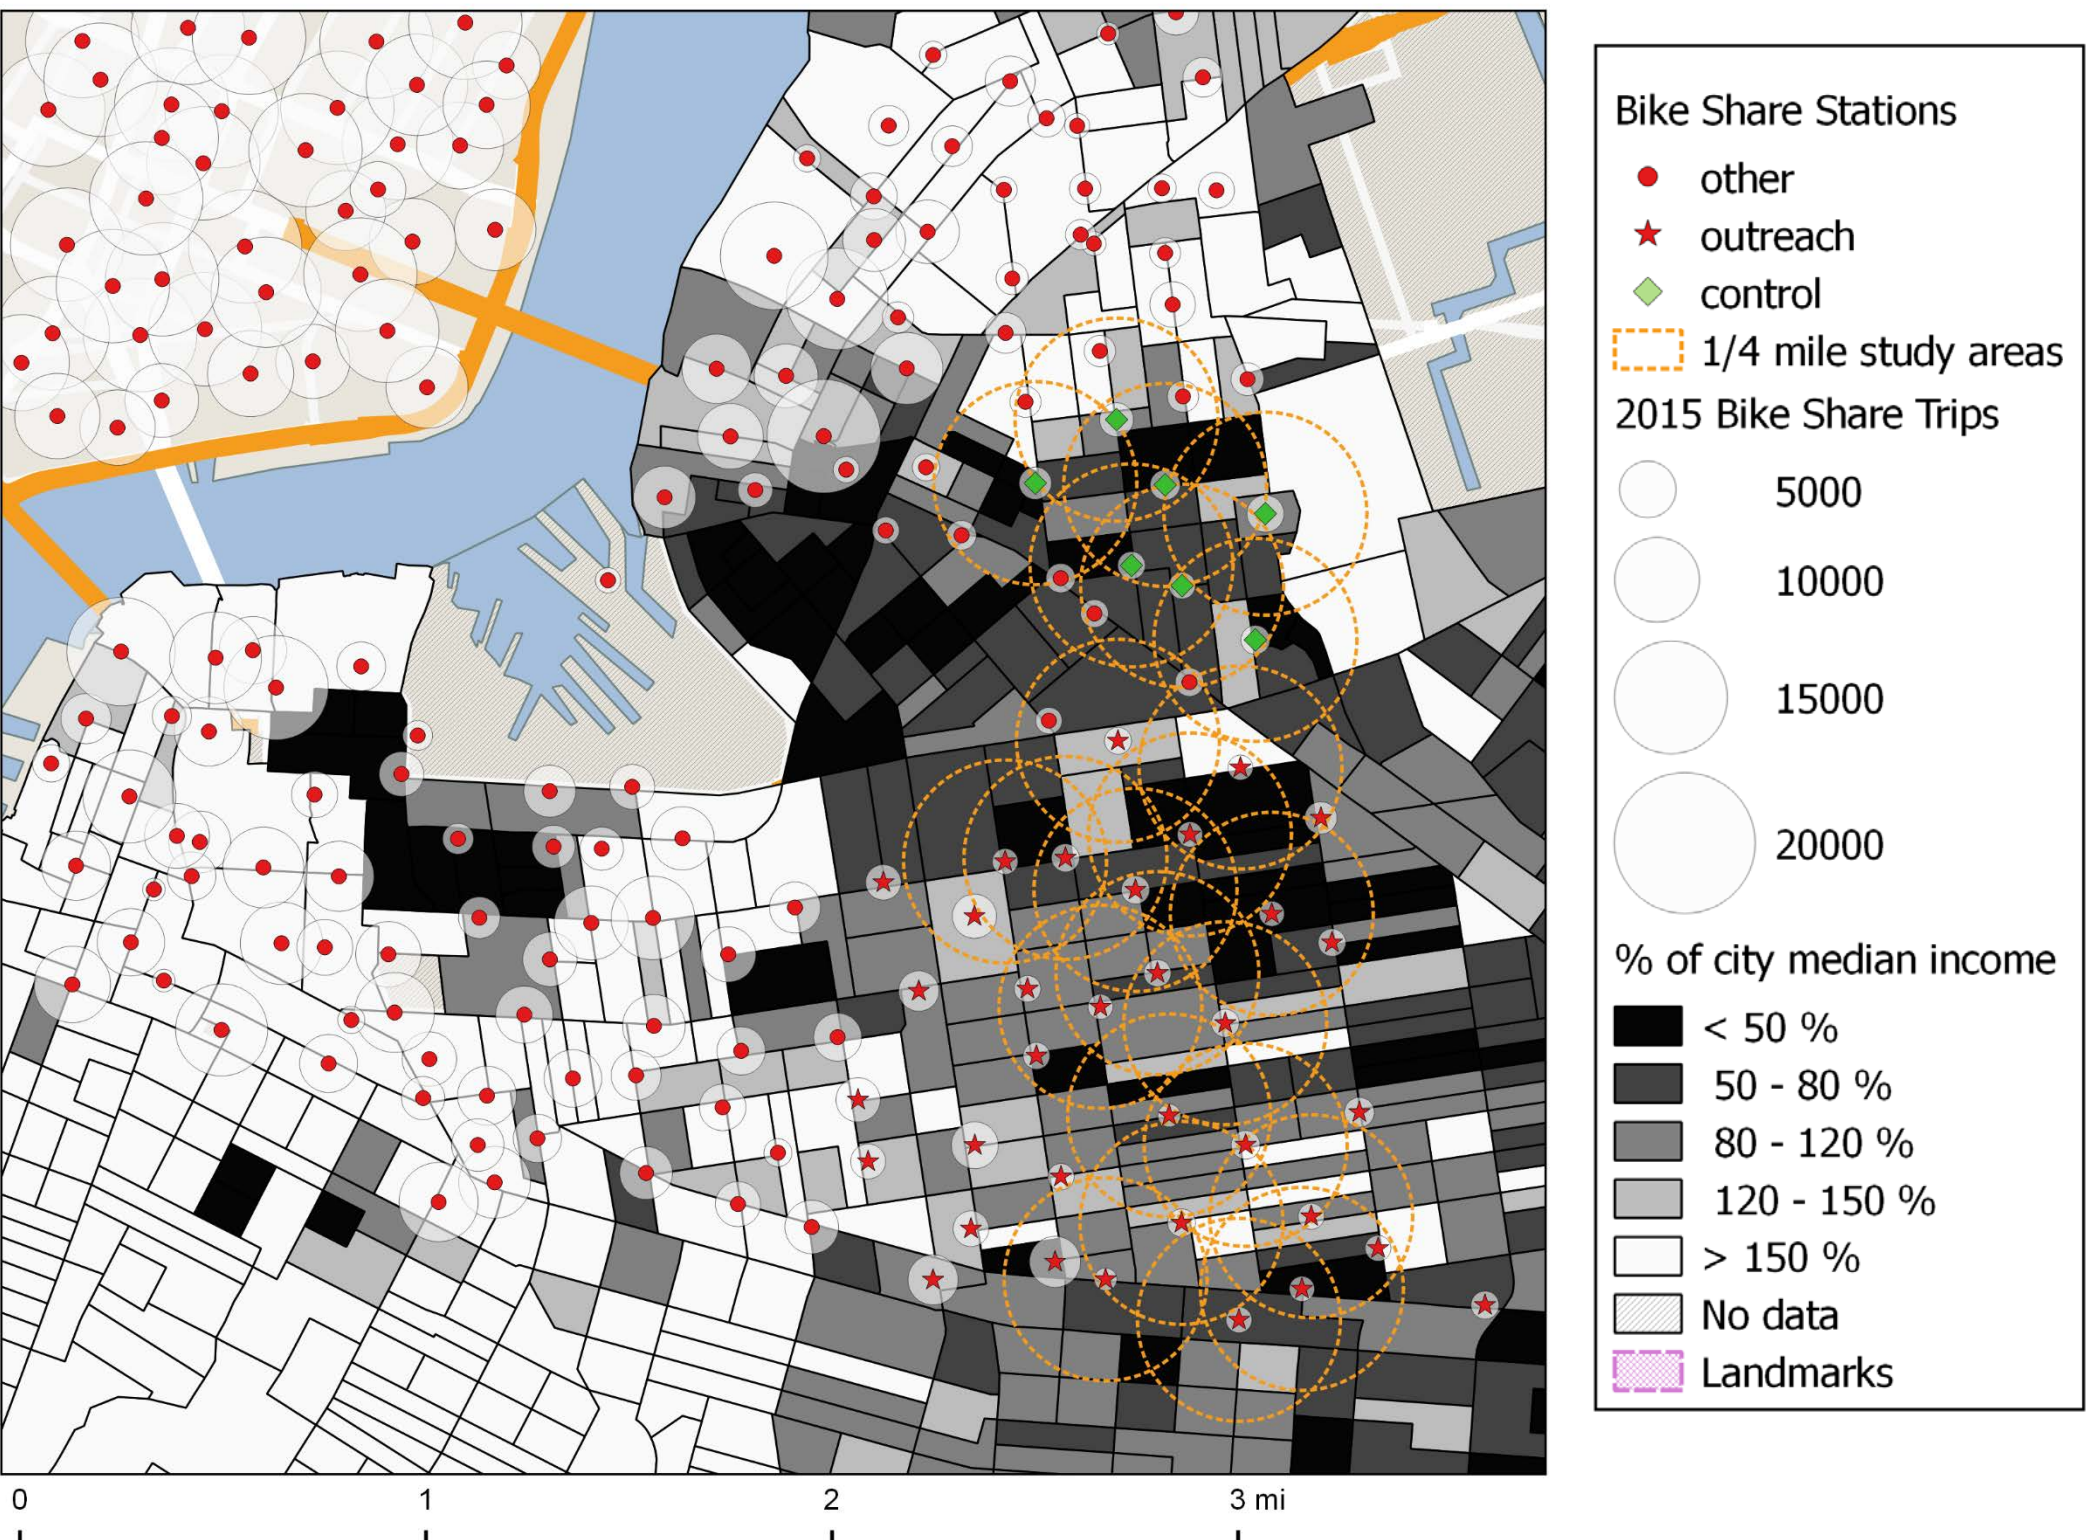 Bike Share Stations
other
outreach
control
1/4 mile study areas
2015 Bike Share Trips
5000
10000
15000
20000
% of city median income
< 50 %
50 - 80 %
80 - 120 %
120 - 150 %
> 150 %
No data
Landmarks
0 1 2 3 mi